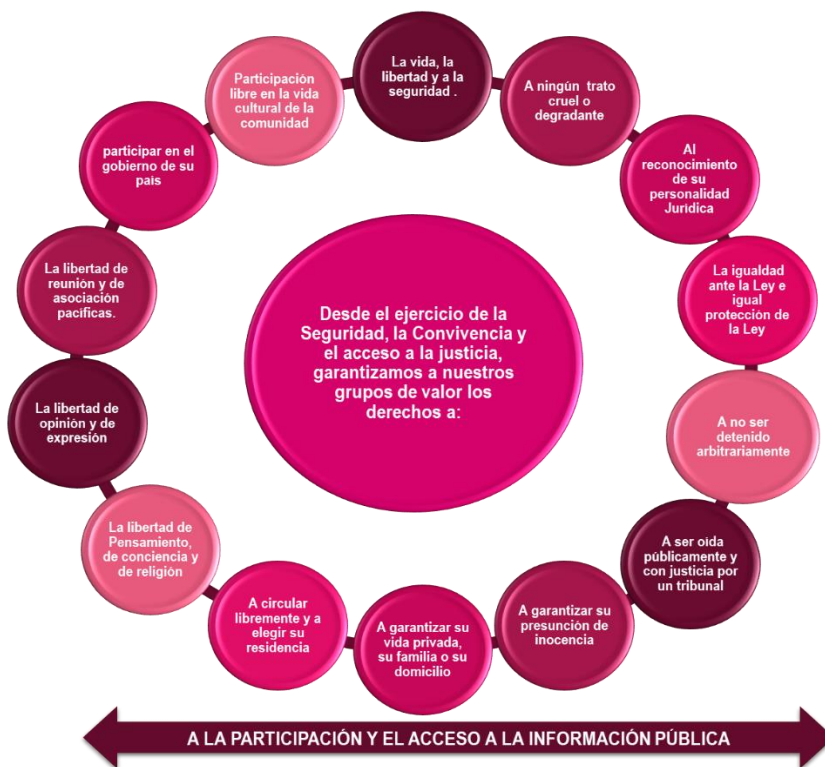 La vida, la
libertad y a la
seguridad .
A ningún trato
cruel o
degradante
Al
reconocimiento
de su
personalidad
Jurídica
La igualdad
ante la Ley e
igual
protección de
la Ley
A no ser
detenido
arbitrariamente
A ser oída
públicamente y
con justicia por
un tribunal
A garantizar su
presunción de
inocencia
A garantizar su
vida privada,
su familia o su
domicilio
A circular
libremente y a
elegir su
residencia
La libertad de
Pensamiento,
de conciencia y
de religión
La libertad de
opinión y de
expresión
La libertad de
reunión y de
asociación
pacíficas.
participar en el
gobierno de su
país
Participación
libre en la vida
cultural de la
comunidad
Desde el ejercicio de la
Seguridad, la Convivencia y
el acceso a la justicia,
garantizamos a nuestros
grupos de valor los
derechos a:
A LA PARTICIPACIÓN Y EL ACCESO A LA INFORMACIÓN PÚBLICA